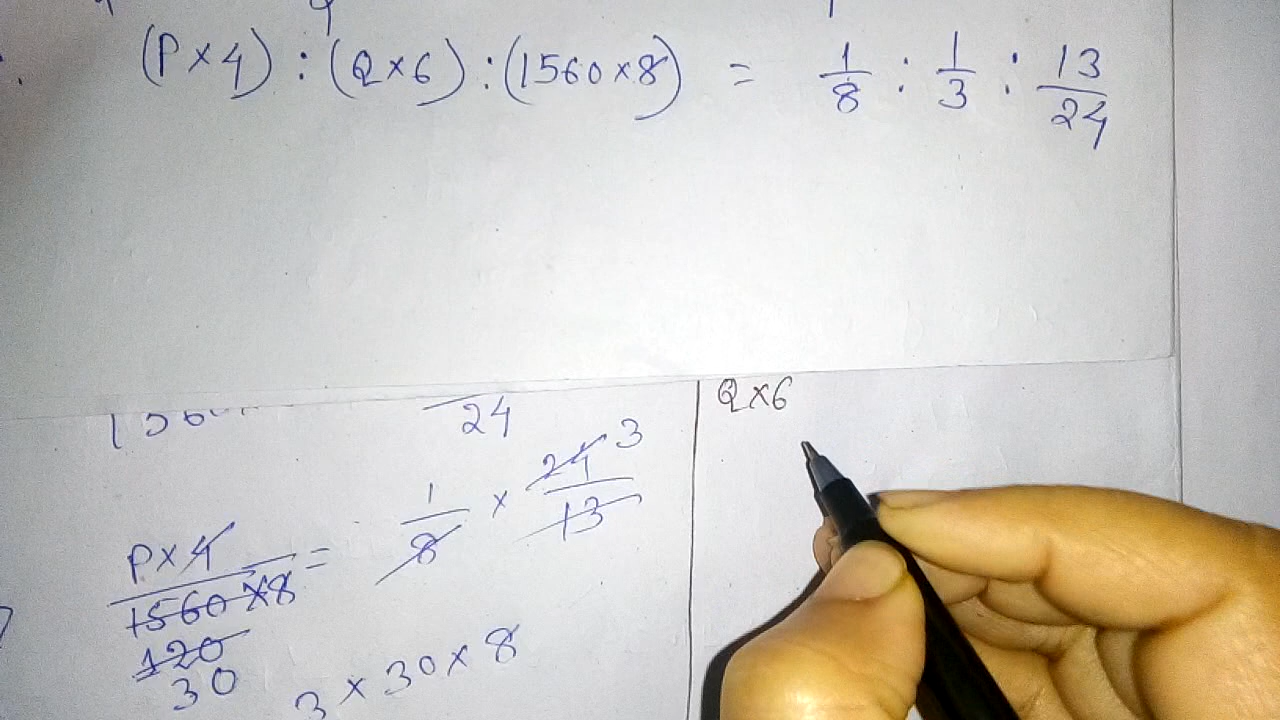 (P×4) : (Q×6) : (1560×8) = 1/8 : 1/3 : 13/24
24
P×4/1560×8 = 1/8 × 24/13 3
120
30
3 × 30 × 8
Q×6